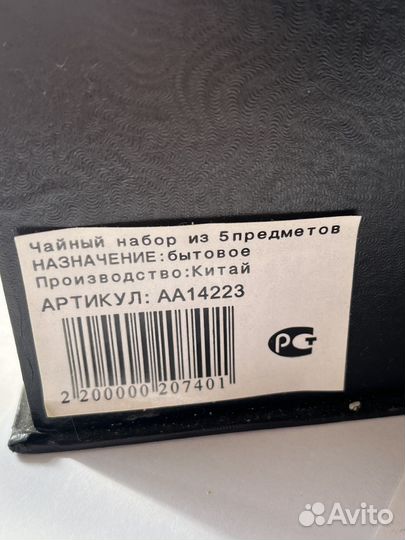 Чайный набор из 5предметов
НАЗНАЧЕНИЕ:бытовое
Производство:Китай
АРТИКУЛ: АА14223
РСТ
2 200000 207401
Avito